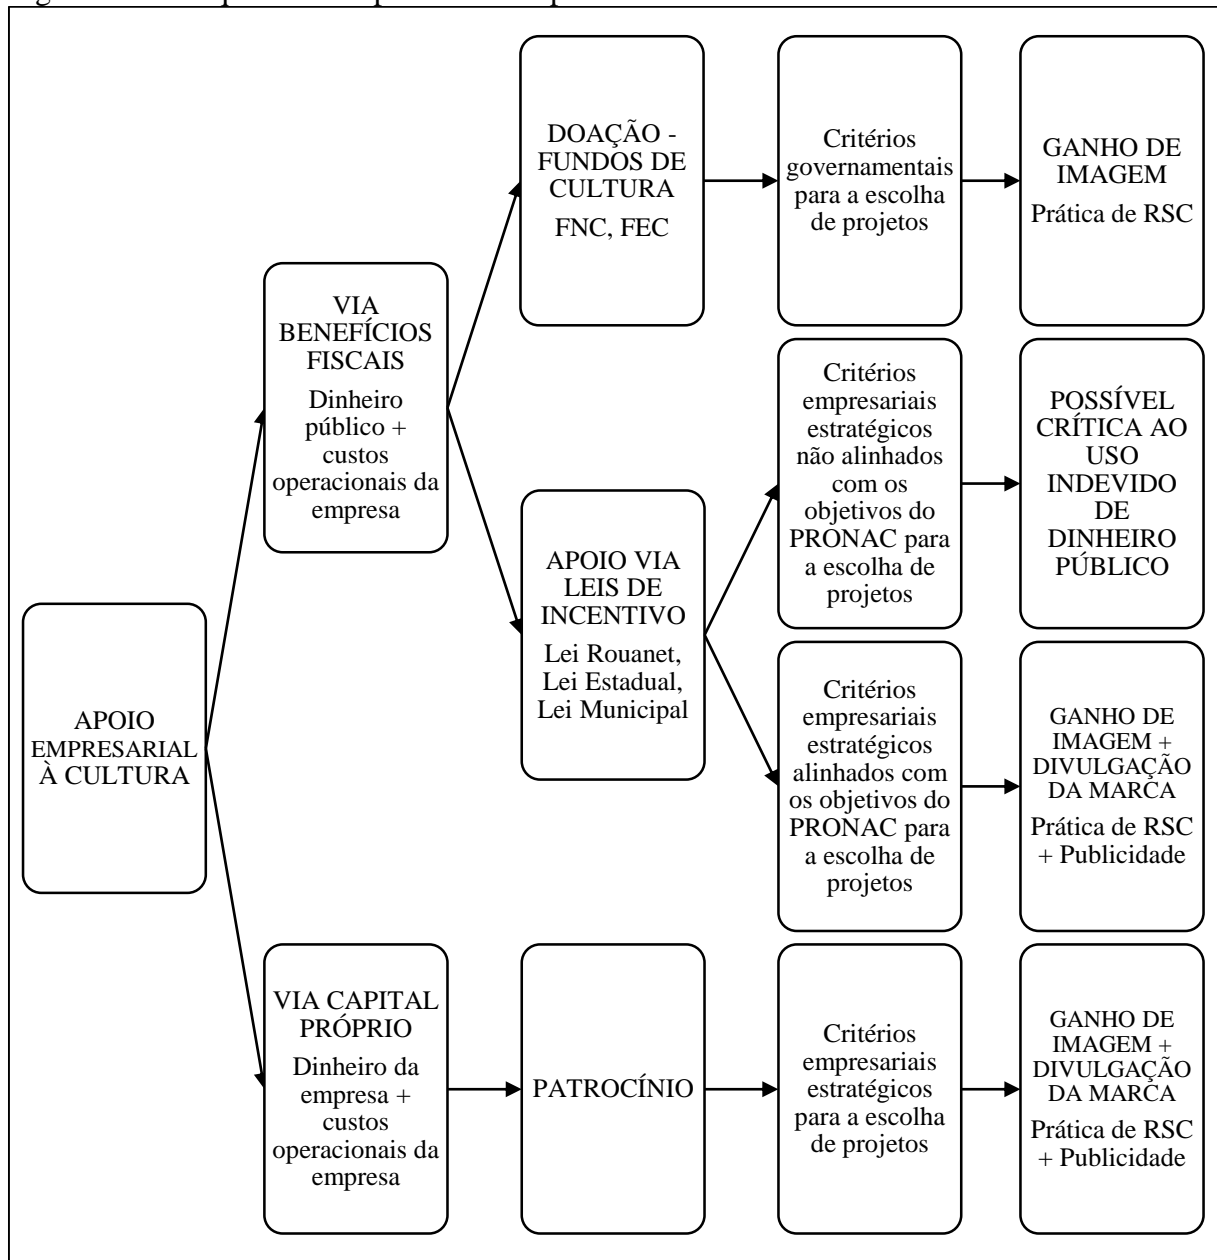 DOAÇÃO -
FUNDOS DE
CULTURA
FNC, FEC
Critérios
governamentais
para a escolha
de projetos
GANHO DE
IMAGEM
Prática de RSC
VIA
BENEFÍCIOS
FISCAIS
Dinheiro
público +
custos
operacionais da
empresa
Critérios
empresariais
estratégicos
não alinhados
com os
objetivos do
PRONAC para
a escolha de
projetos
POSSÍVEL
CRÍTICA AO
USO
INDEVIDO
DE
DINHEIRO
PÚBLICO
APOIO VIA
LEIS DE
INCENTIVO
Lei Rouanet,
Lei Estadual,
Lei Municipal
APOIO
EMPRESARIAL
À CULTURA
Critérios
empresariais
estratégicos
alinhados com
os objetivos do
PRONAC para
a escolha de
projetos
GANHO DE
IMAGEM +
DIVULGAÇÃO
DA MARCA
Prática de RSC
+ Publicidade
VIA CAPITAL
PRÓPRIO
Dinheiro da
empresa +
custos
operacionais da
empresa
PATROCÍNIO
Critérios
empresariais
estratégicos
para a escolha
de projetos
GANHO DE
IMAGEM +
DIVULGAÇÃO
DA MARCA
Prática de RSC
+ Publicidade